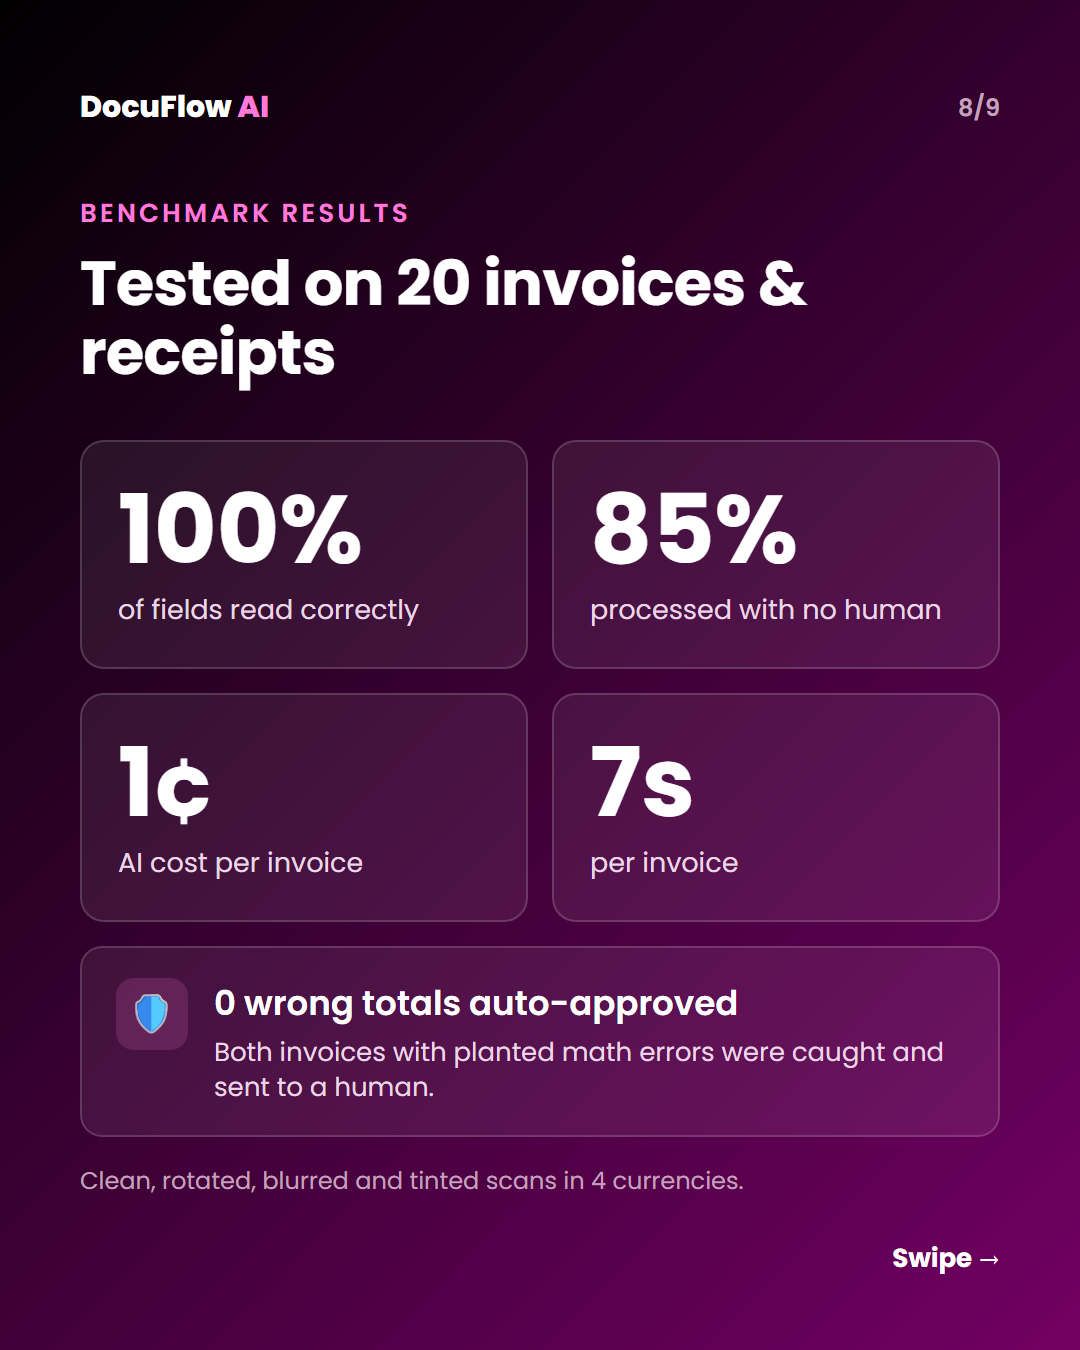 DocuFlow AI
8/9
BENCHMARK RESULTS
Tested on 20 invoices &
receipts
100%
of fields read correctly
85%
processed with no human
1¢
AI cost per invoice
7s
per invoice
0 wrong totals auto-approved
Both invoices with planted math errors were caught and
sent to a human.
Clean, rotated, blurred and tinted scans in 4 currencies.
Swipe →